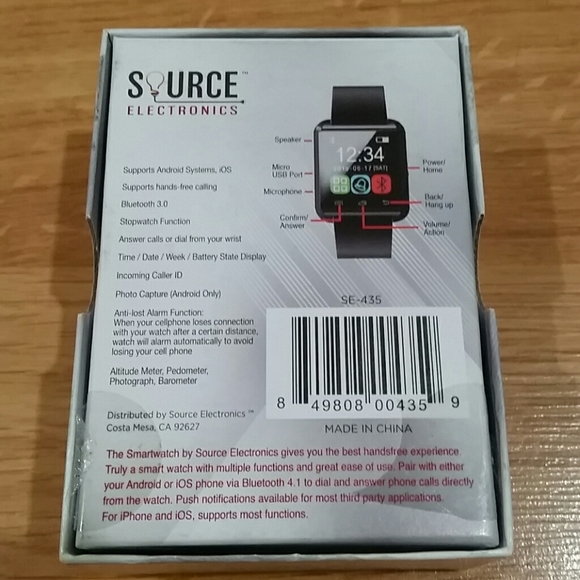 SOURCE™
ELECTRONICS
Speaker
Micro
USB Port
Microphone
Confirm/
Answer
12:34
[SAT]
Power/
Home
Back/
Hang up
Volume/
Action
Supports Android Systems, iOS
Supports hands-free calling
Bluetooth 3.0
Stopwatch Function
Answer calls or dial from your wrist
Time / Date / Week / Battery State Display
Incoming Caller ID
Photo Capture (Android Only)
Anti-lost Alarm Function:
When your cellphone loses connection
with your watch after a certain distance,
watch will alarm automatically to avoid
losing your cell phone
Altitude Meter, Pedometer,
Photograph, Barometer
SE-435
8 49808 00435 9
MADE IN CHINA
Distributed by Source Electronics™
Costa Mesa, CA 92627
The Smartwatch by Source Electronics gives you the best handsfree experience.
Truly a smart watch with multiple functions and great ease of use. Pair with either
your Android or iOS phone via Bluetooth 4.1 to dial and answer phone calls directly
from the watch. Push notifications available for most third party applications.
For iPhone and iOS, supports most functions.